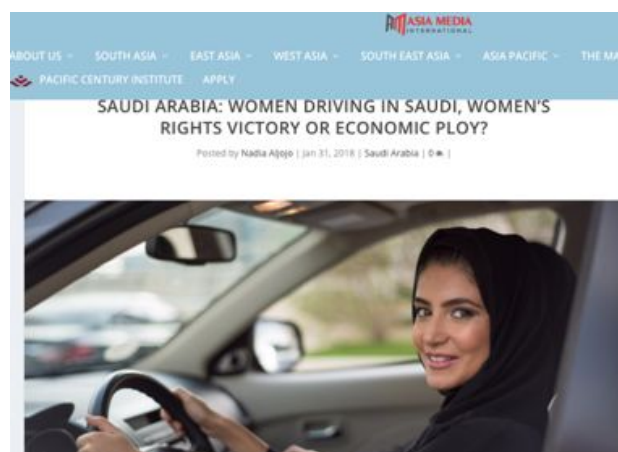 ASIA MEDIA
INTERNATIONAL
ABOUT US SOUTH ASIA EAST ASIA WEST ASIA SOUTH EAST ASIA ASIA PACIFIC THE MA
PACIFIC CENTURY INSTITUTE APPLY
SAUDI ARABIA: WOMEN DRIVING IN SAUDI, WOMEN'S
RIGHTS VICTORY OR ECONOMIC PLOY?
Posted by Nadia Aljojo | Jan 31, 2018 | Saudi Arabia | 0 |